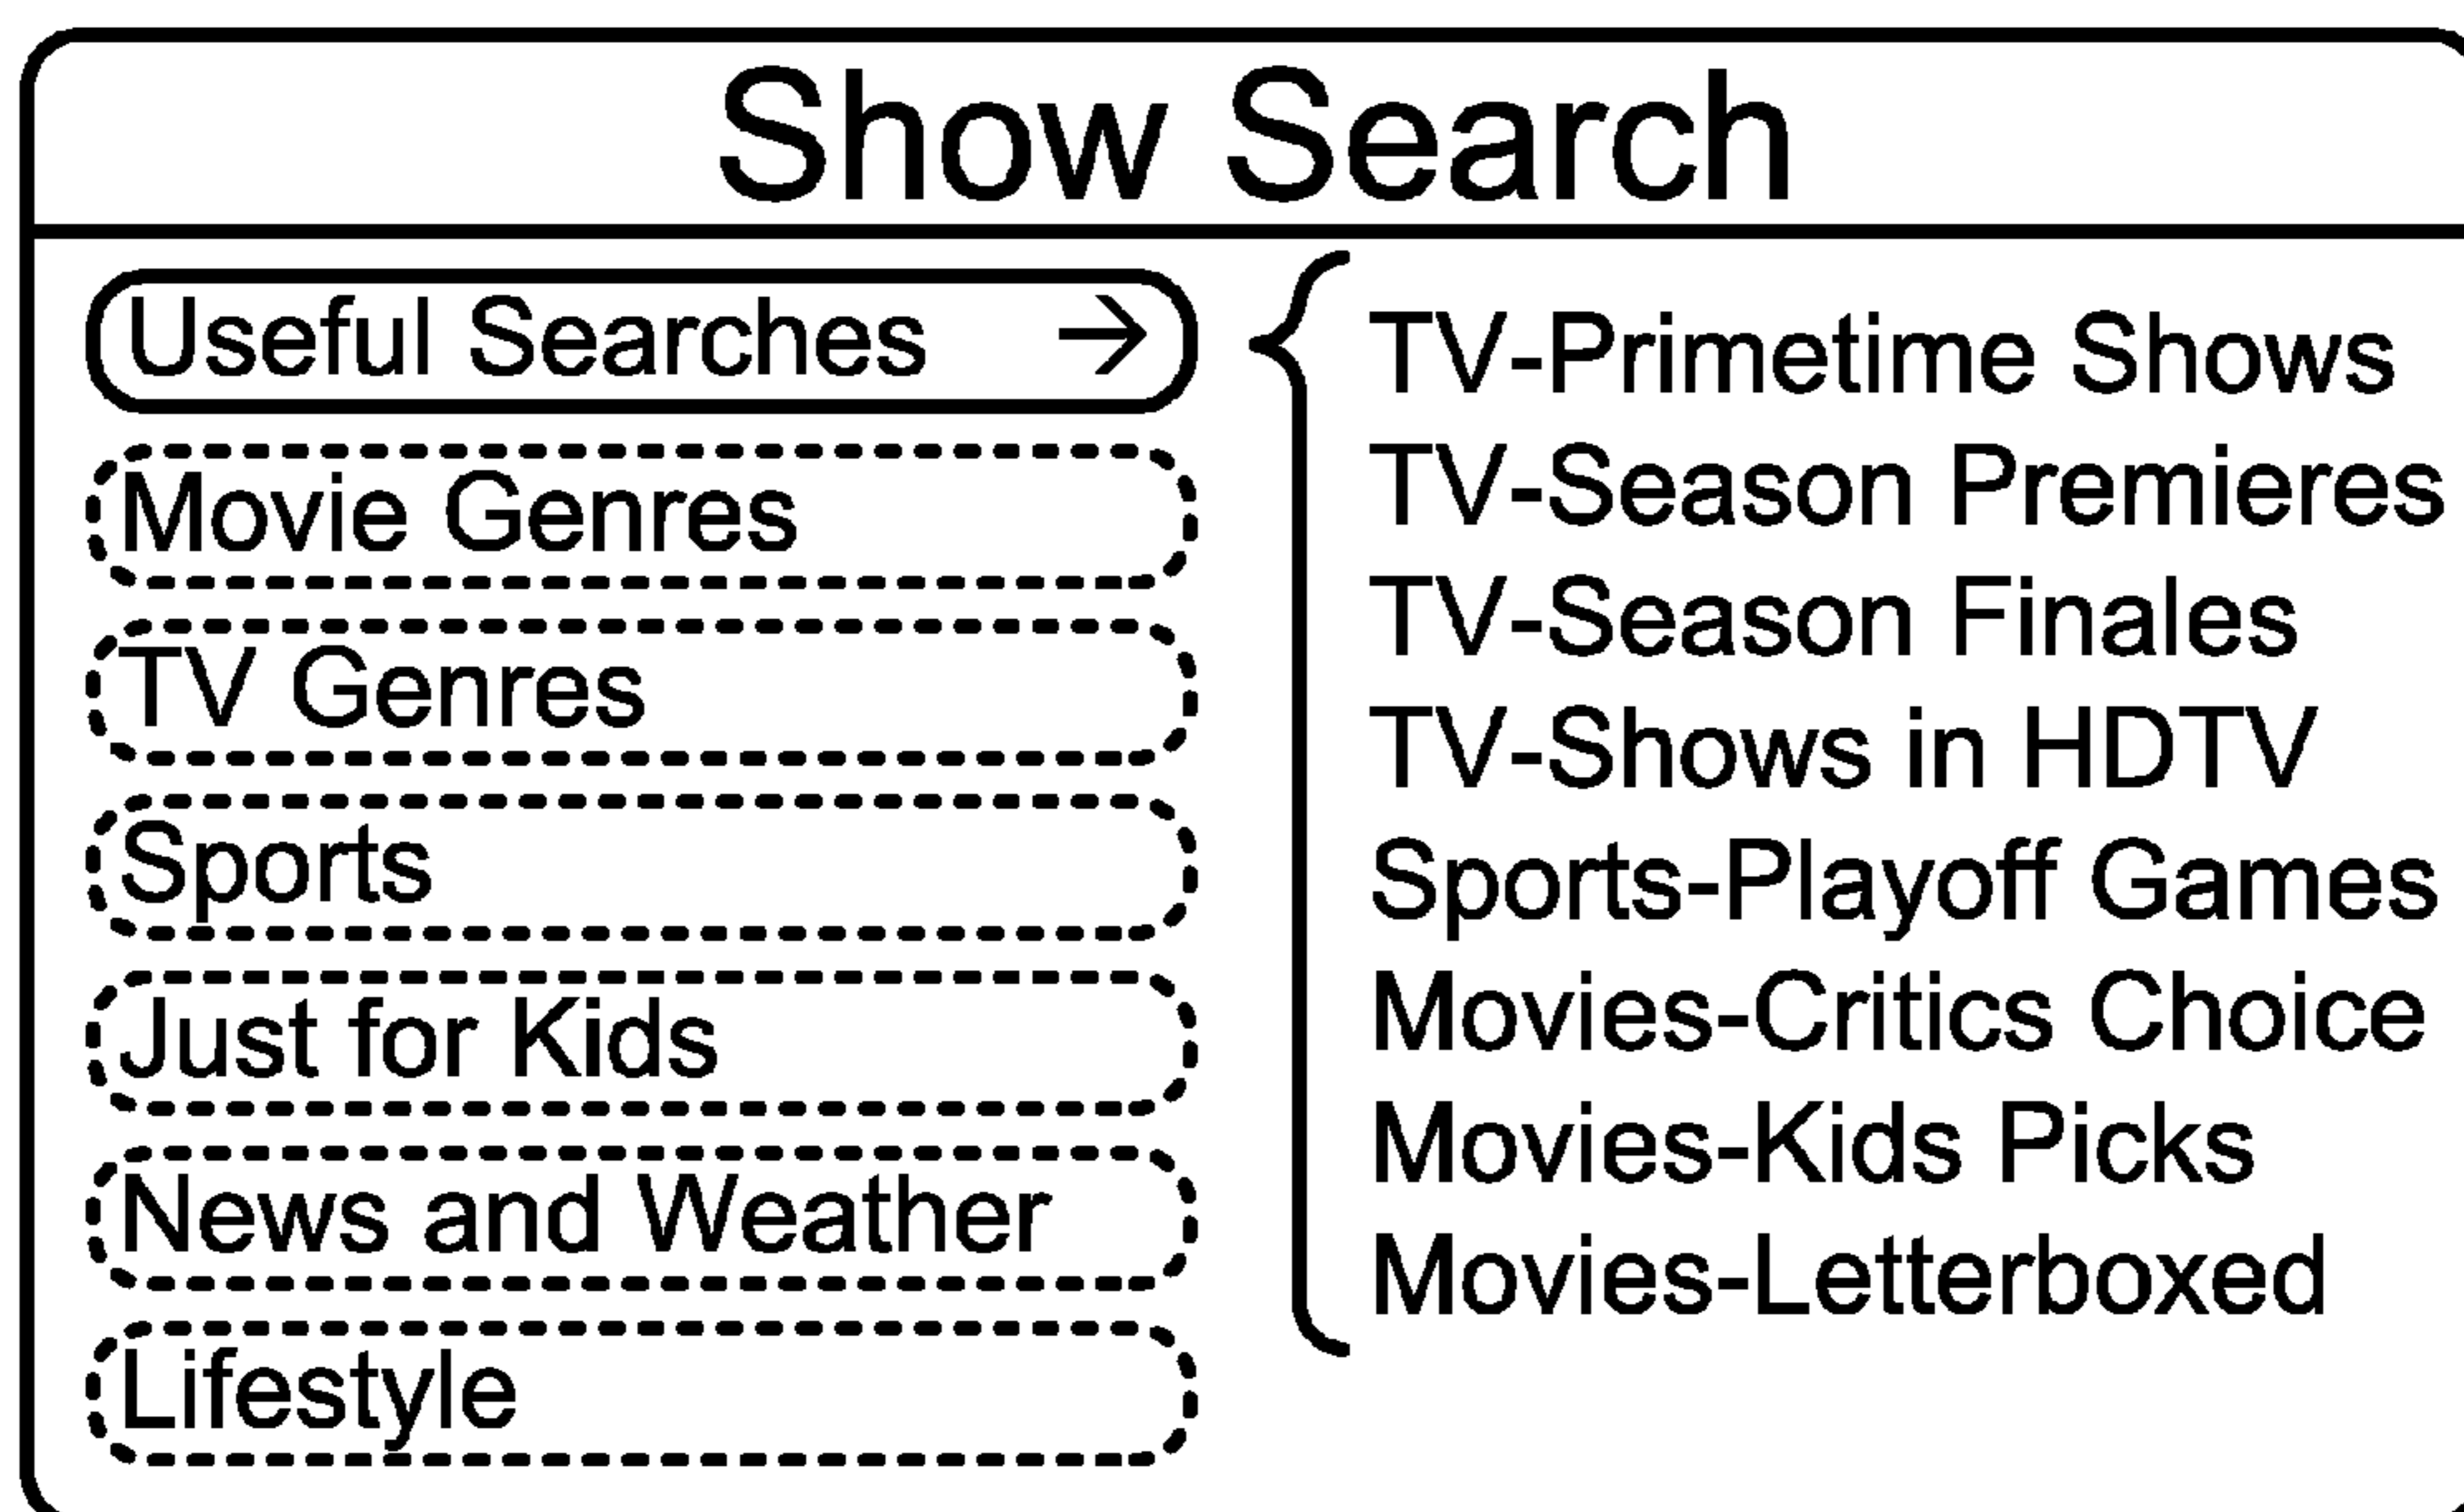 Show Search
Useful Searches →
Movie Genres
TV Genres
Sports
Just for Kids
News and Weather
Lifestyle
TV-Primetime Shows
TV-Season Premieres
TV-Season Finales
TV-Shows in HDTV
Sports-Playoff Games
Movies-Critics Choice
Movies-Kids Picks
Movies-Letterboxed